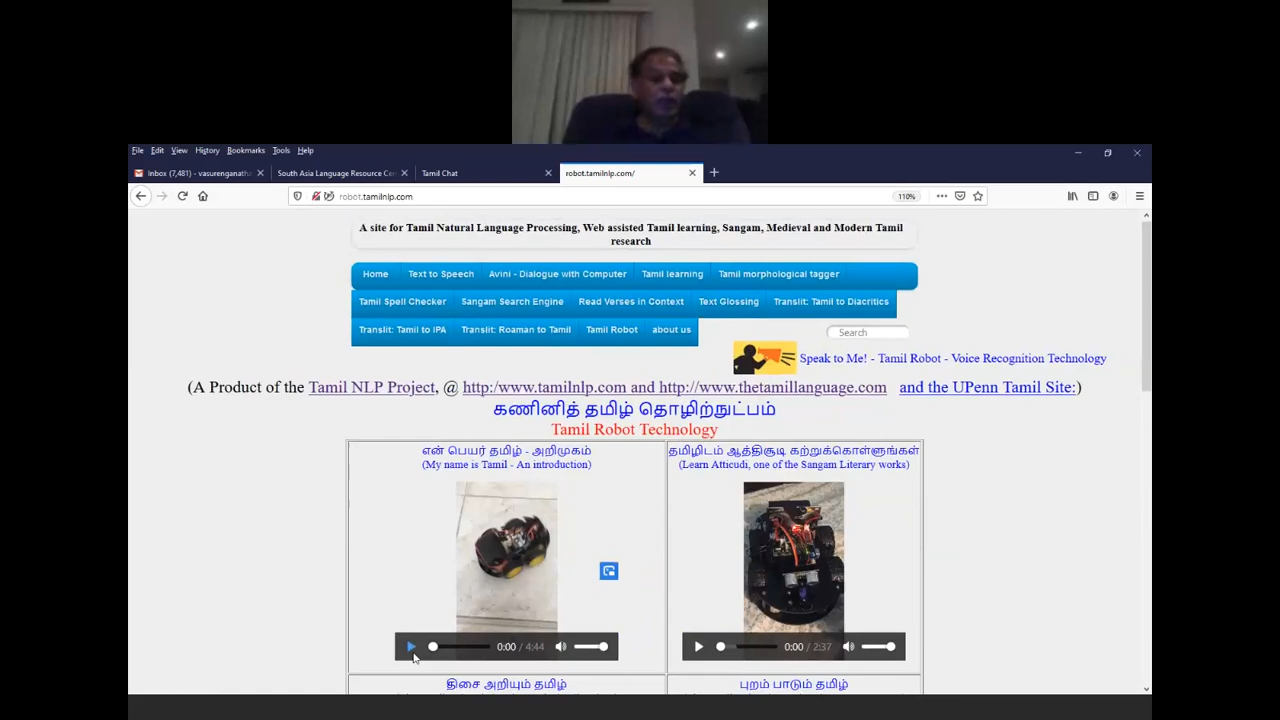 File Edit View History Bookmarks Tools Help
Inbox (7,481) - vasurenganath
South Asia Language Resource Cen
Tamil Chat
robot.tamilnlp.com/
robot.tamilnlp.com
110%
A site for Tamil Natural Language Processing, Web assisted Tamil learning, Sangam, Medieval and Modern Tamil
research
Home Text to Speech Avini - Dialogue with Computer Tamil learning Tamil morphological tagger
Tamil Spell Checker Sangam Search Engine Read Verses in Context Text Glossing Translit: Tamil to Diacritics
Translit: Tamil to IPA Translit: Roaman to Tamil Tamil Robot about us
Search
Speak to Me! - Tamil Robot - Voice Recognition Technology
(A Product of the Tamil NLP Project, @ http:/www.tamilnlp.com and http://www.thetamillanguage.com and the UPenn Tamil Site:)
கணினித் தமிழ் தொழிற்நுட்பம்
Tamil Robot Technology
என் பெயர் தமிழ் - அறிமுகம்
(My name is Tamil - An introduction)
0:00 / 4:44
தமிழிடம் ஆத்திசூடி கற்றுக்கொள்ளுங்கள்
(Learn Atticudi, one of the Sangam Literary works)
0:00 / 2:37
திசை அறியும் தமிழ்
புறம் பாடும் தமிழ்